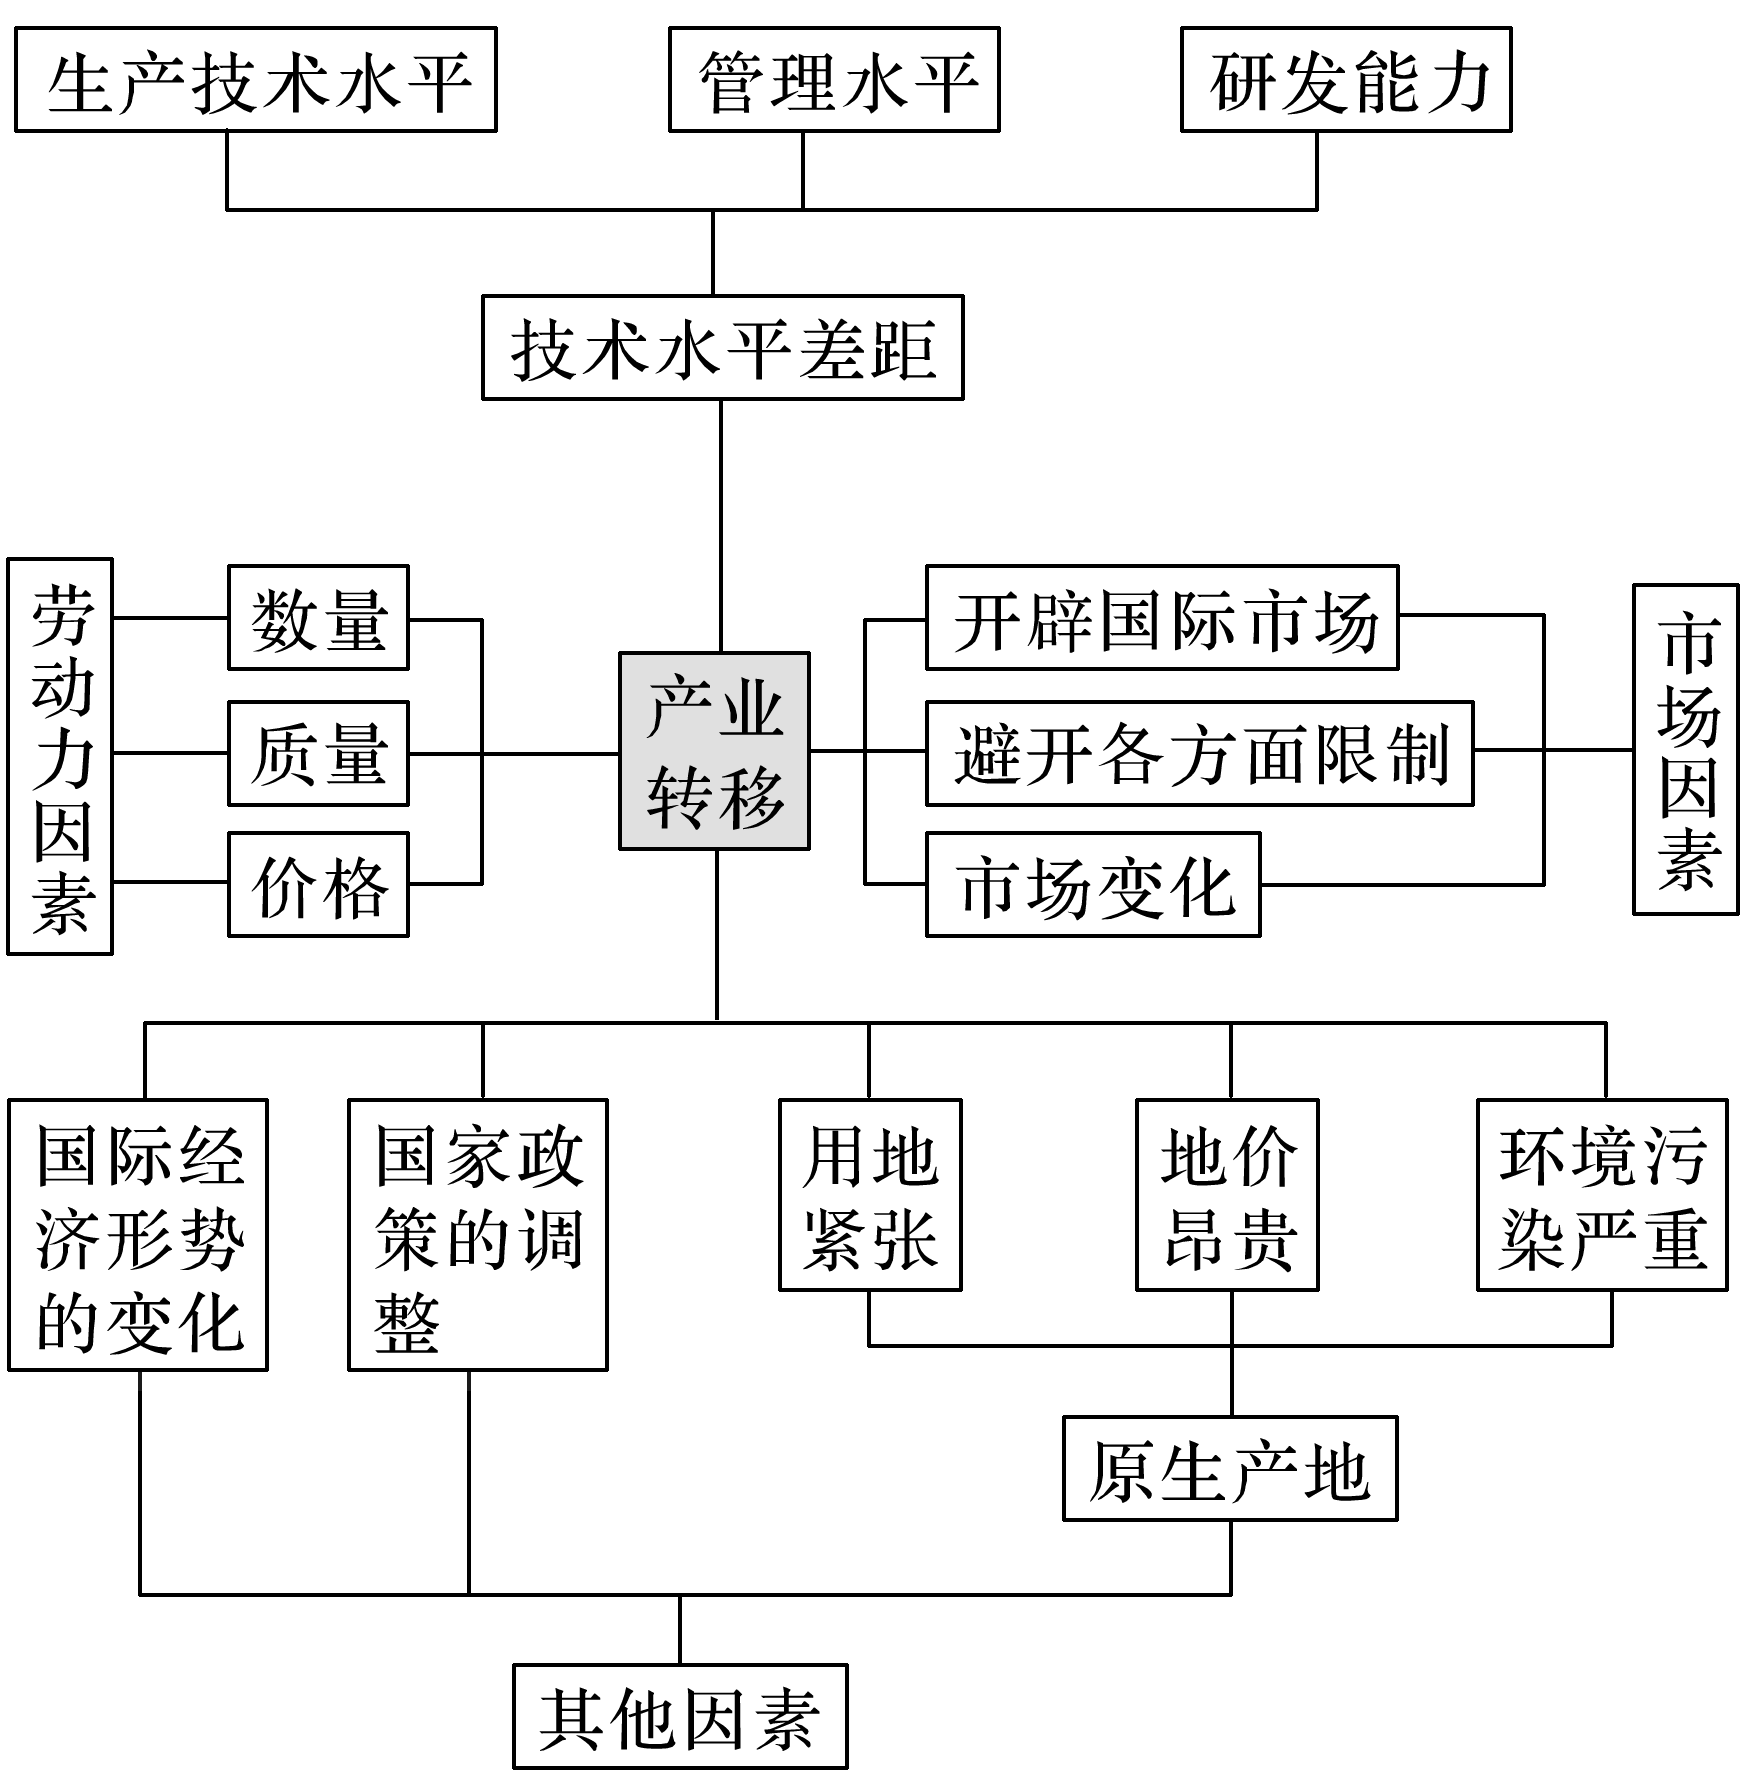 生产技术水平
管理水平
研发能力
技术水平差距
劳动力因素
数量
质量
价格
产业
转移
开辟国际市场
避开各方面限制
市场变化
市场因素
国际经
济形势
的变化
国家政
策的调
整
用地
紧张
地价
昂贵
环境污
染严重
原生产地
其他因素